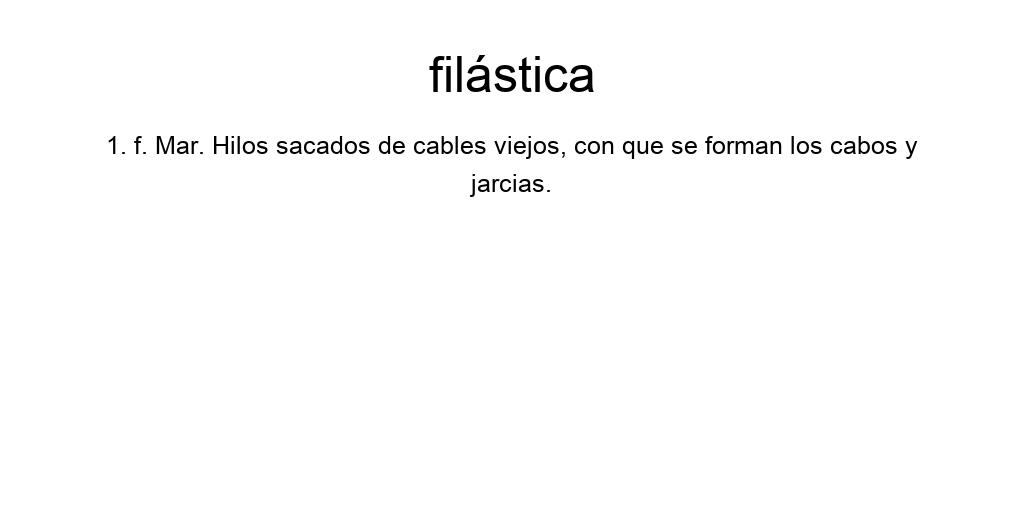 filástica
1. f. Mar. Hilos sacados de cables viejos, con que se forman los cabos y
jarcias.